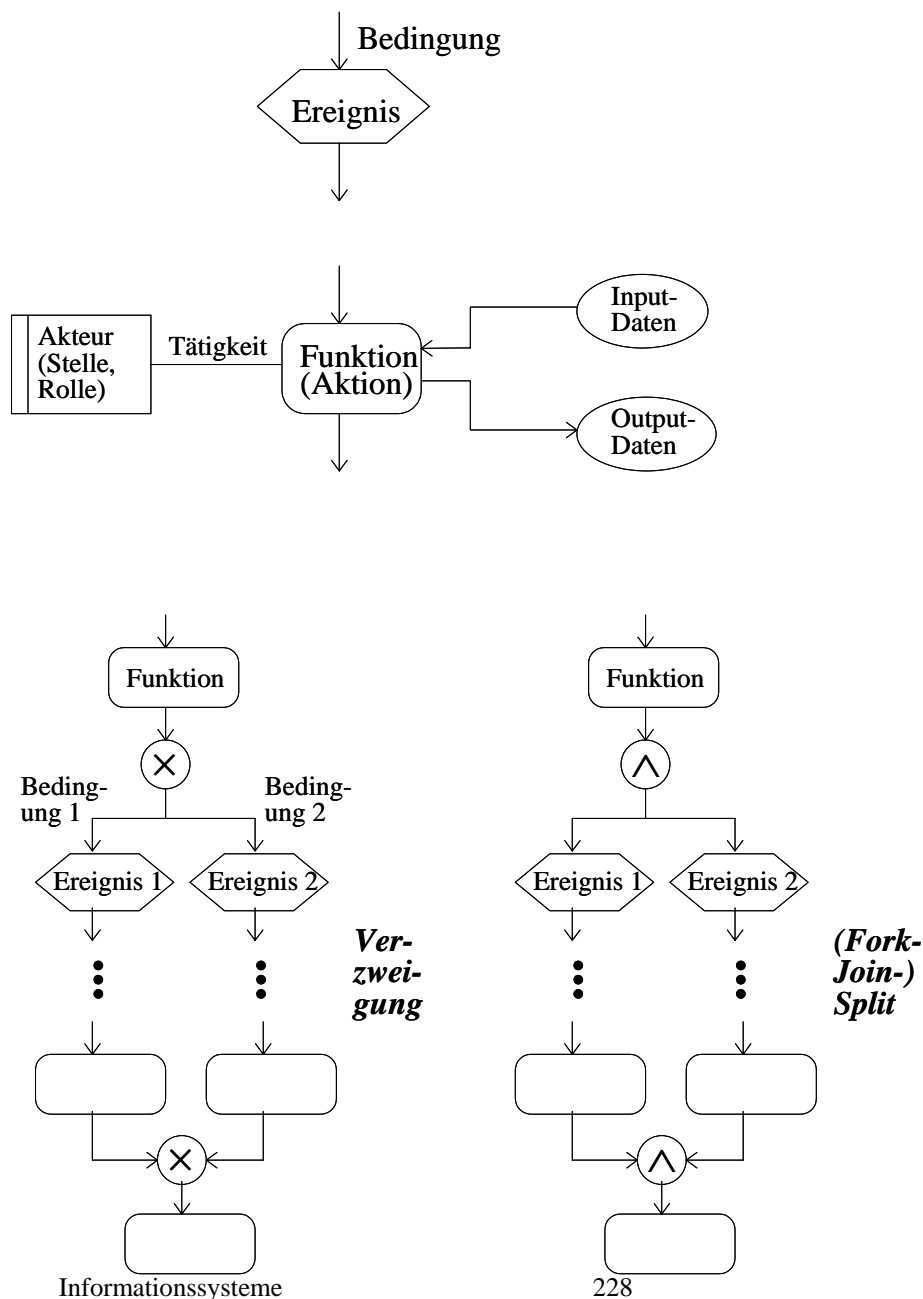 Bedingung
Ereignis
Input-
Daten
Akteur
(Stelle,
Rolle)
Tätigkeit
Funktion
(Aktion)
Output-
Daten
Funktion
Beding-
ung 1
Beding-
ung 2
Ereignis 1
Ereignis 2
Ver-
zwei-
gung
Funktion
Ereignis 1
Ereignis 2
(Fork-
Join-)
Split
Informationssysteme
228